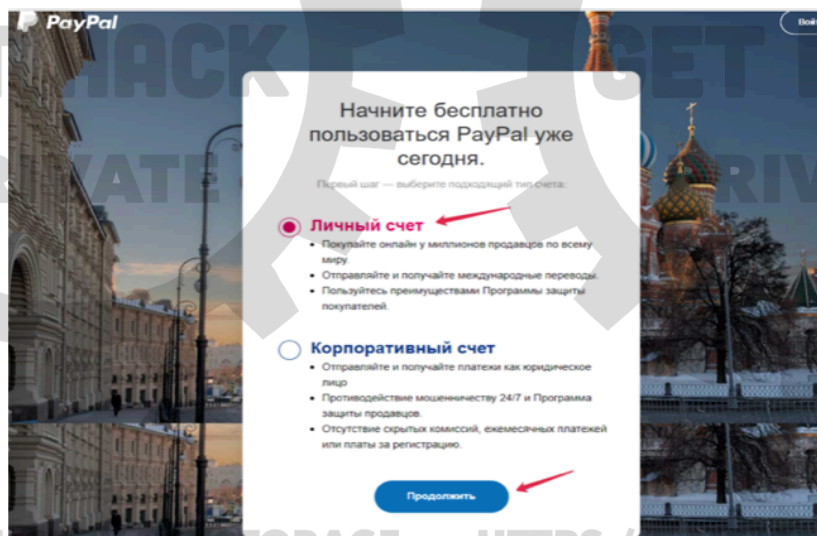 PayPal
HACK
GET
PRIVATE
Начните бесплатно
пользоваться PayPal уже
сегодня.
Первый шаг — выберите подходящий тип счета:
Личный счет
• Покупайте онлайн у миллионов продавцов по всему
миру.
• Отправляйте и получайте международные переводы.
• Пользуйтесь преимуществами Программы защиты
покупателей.
Корпоративный счет
• Отправляйте и получайте платежи как юридическое
лицо
• Противодействие мошенничеству 24/7 и Программа
защиты продавцов.
• Отсутствие скрытых комиссий, ежемесячных платежей
или платы за регистрацию.
Продолжить